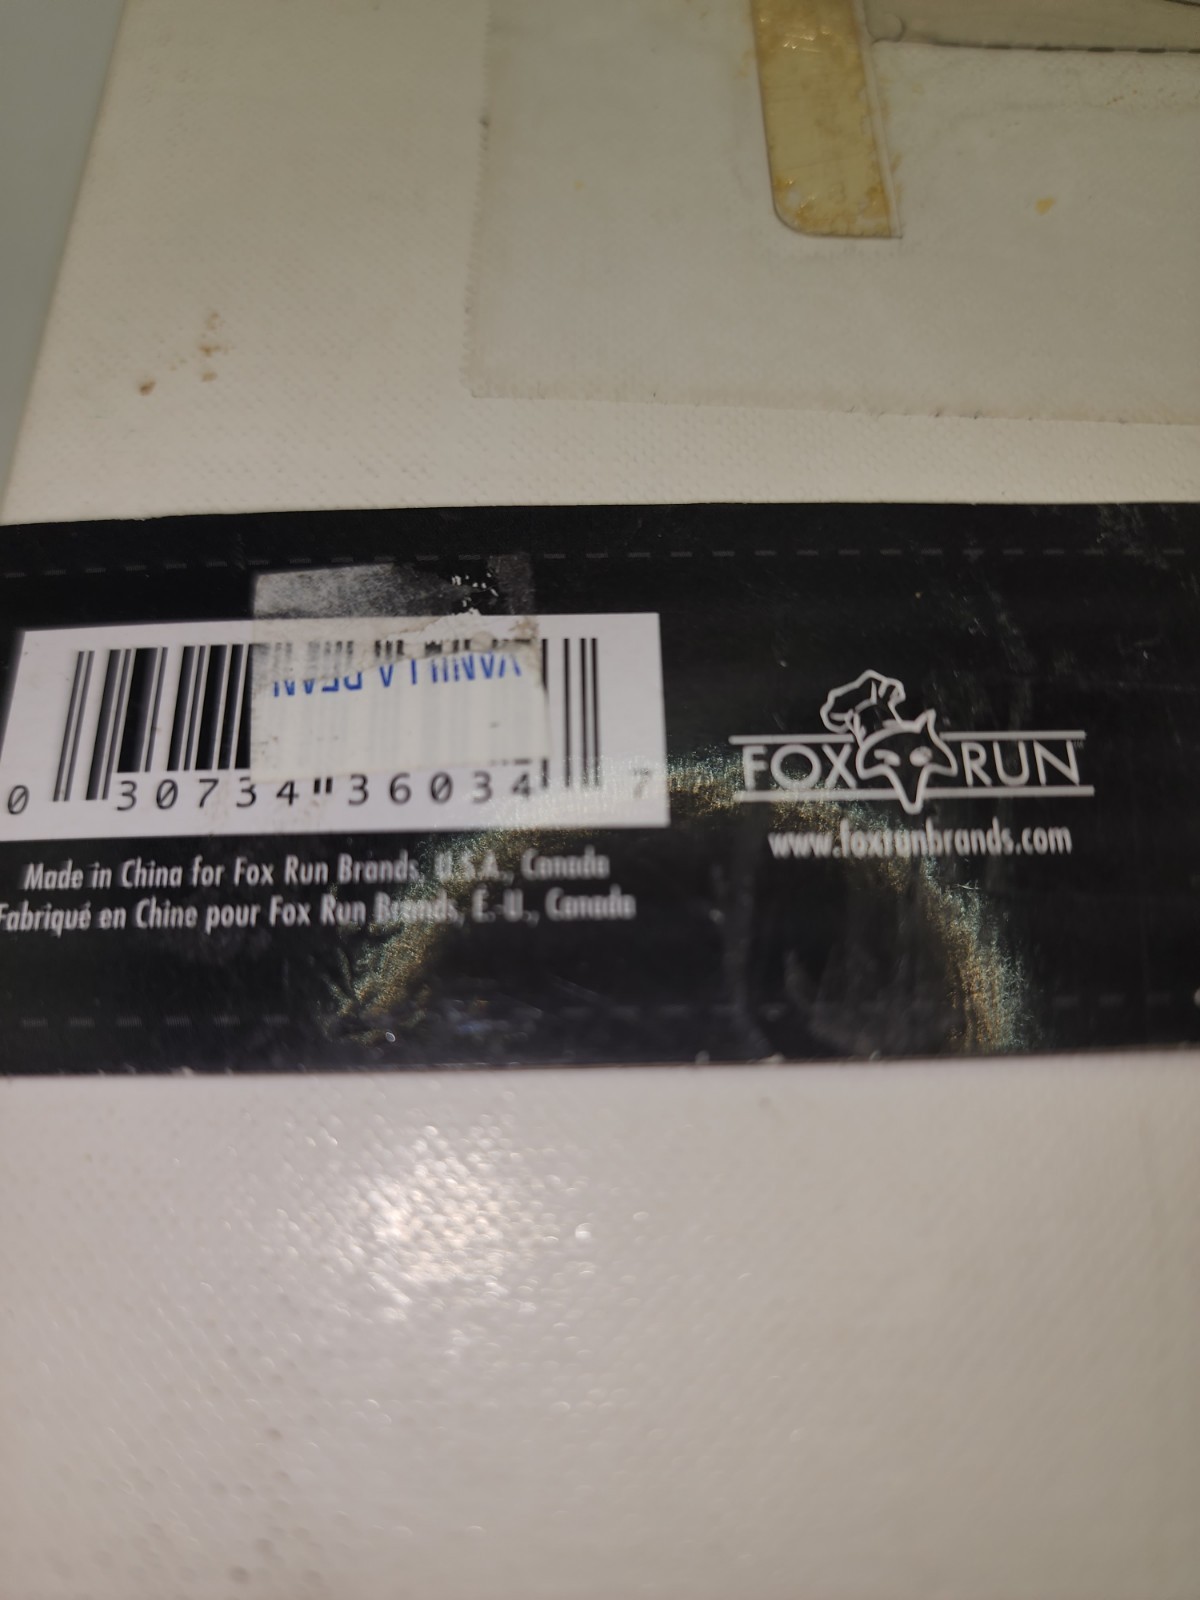 VANILLA BEAN
0 30734 36034 7
Made in China for Fox Run Brands, U.S.A., Canada
Fabriqué en Chine pour Fox Run Brands, É.-U., Canada
FOX RUN
www.foxrunbrands.com